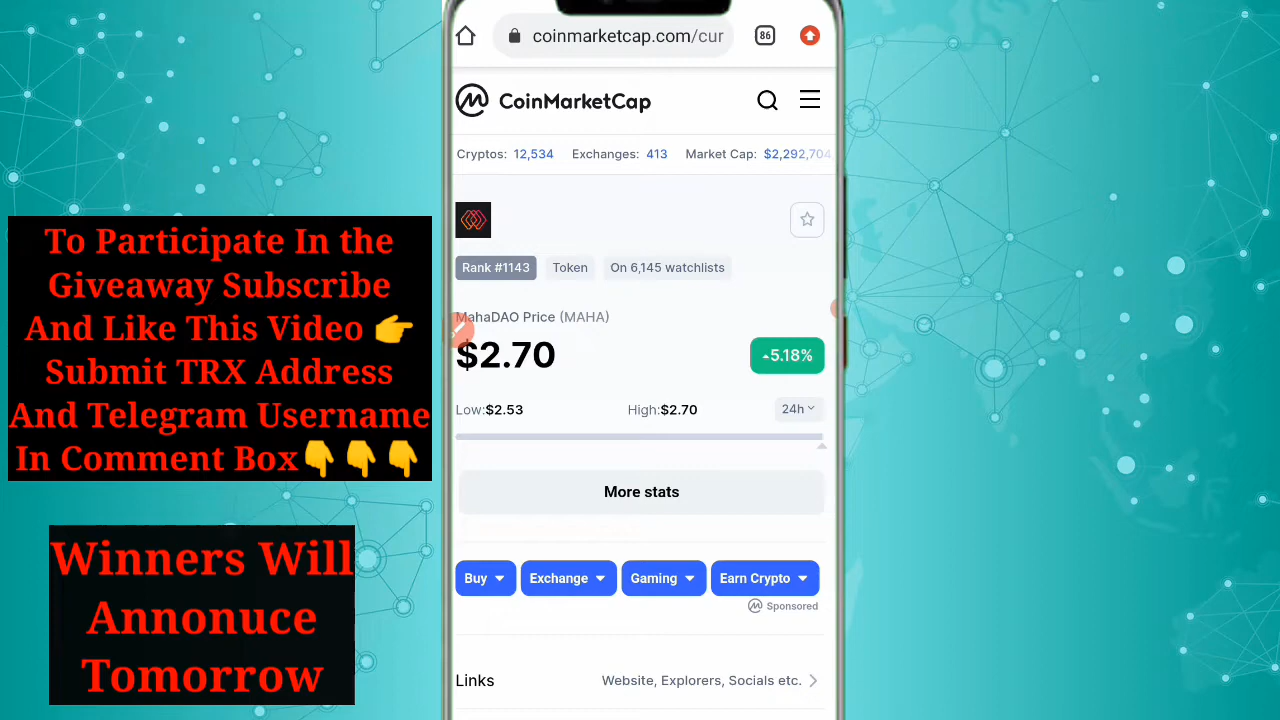 coinmarketcap.com/cur
86
CoinMarketCap
Cryptos: 12,534 Exchanges: 413 Market Cap: $2,292,704
Rank #1143 Token On 6,145 watchlists
MahaDAO Price (MAHA)
$2.70 5.18%
Low:$2.53 High:$2.70 24h
More stats
Buy Exchange Gaming Earn Crypto
Sponsored
Links Website, Explorers, Socials etc.
To Participate In the
Giveaway Subscribe
And Like This Video 👉
Submit TRX Address
And Telegram Username
In Comment Box👇👇👇
Winners Will
Annonuce
Tomorrow